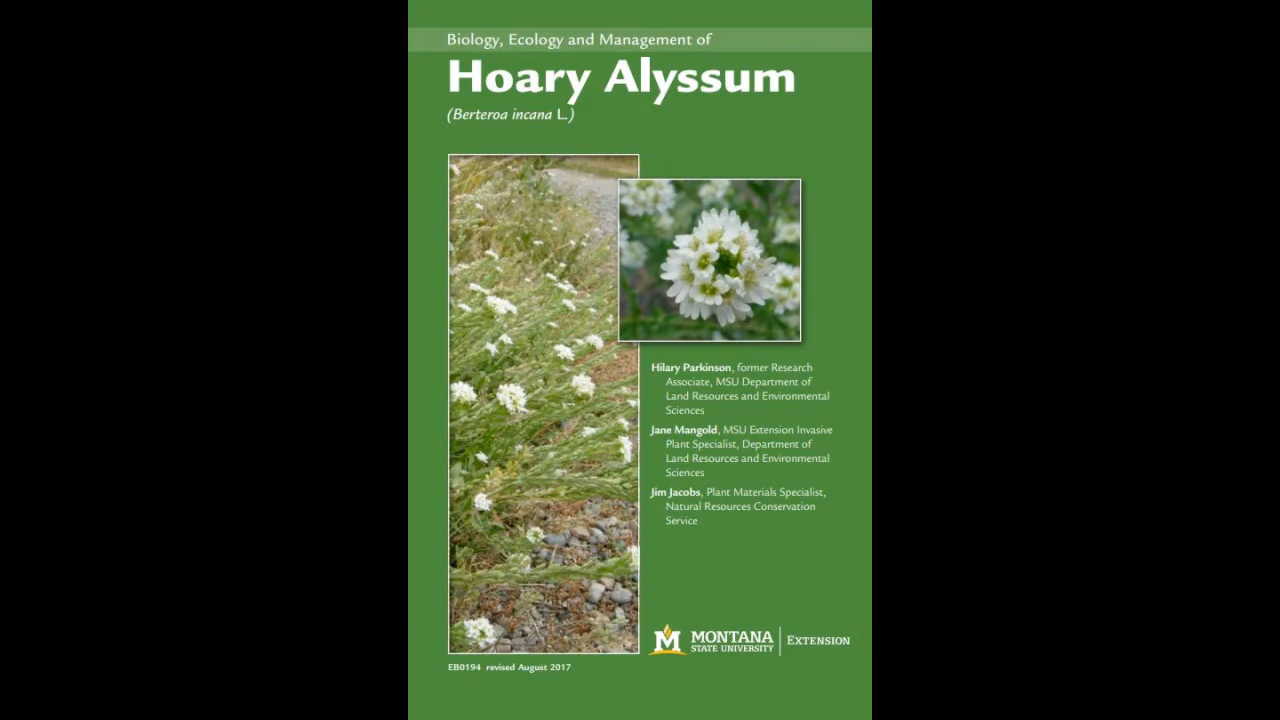 Biology, Ecology and Management of
Hoary Alyssum
(Berteroa incana L.)
Hilary Parkinson, former Research
Associate, MSU Department of
Land Resources and Environmental
Sciences
Jane Mangold, MSU Extension Invasive
Plant Specialist, Department of
Land Resources and Environmental
Sciences
Jim Jacobs, Plant Materials Specialist,
Natural Resources Conservation
Service
M MONTANA
STATE UNIVERSITY
EXTENSION
EB0194 revised August 2017